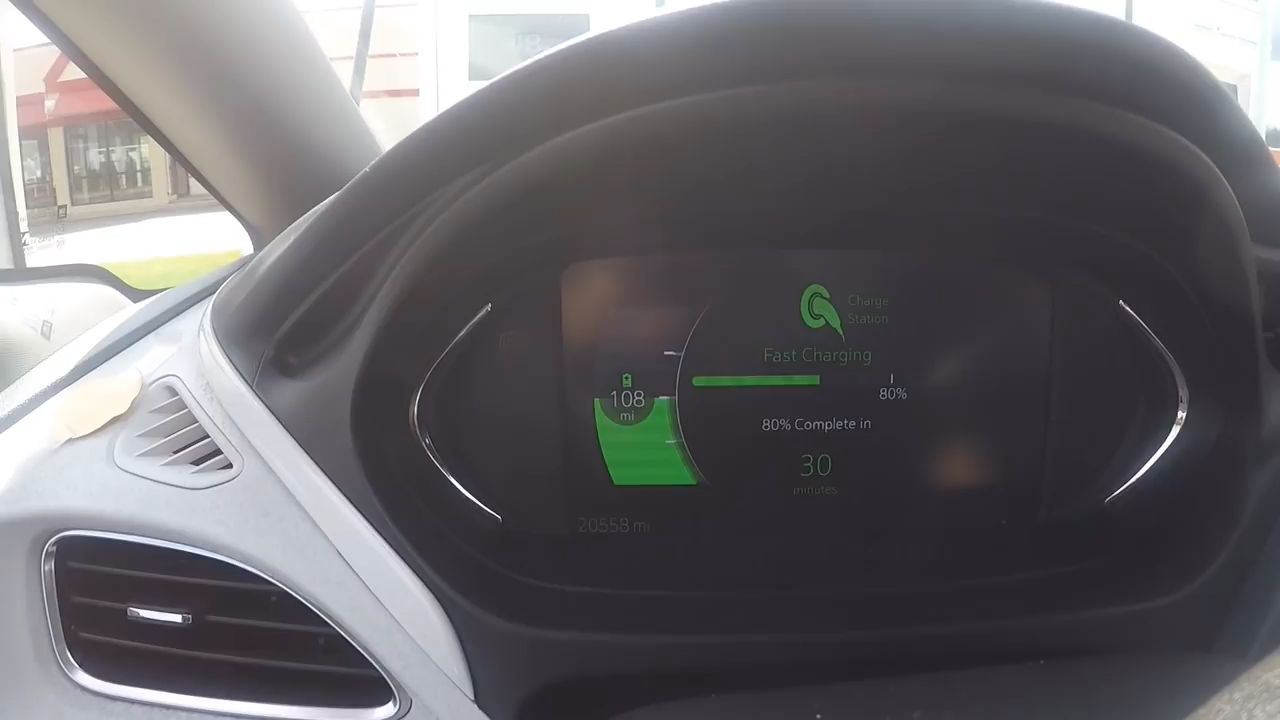 Charge
Station
Fast Charging
80%
108
mi
80% Complete in
30
minutes
20558 mi